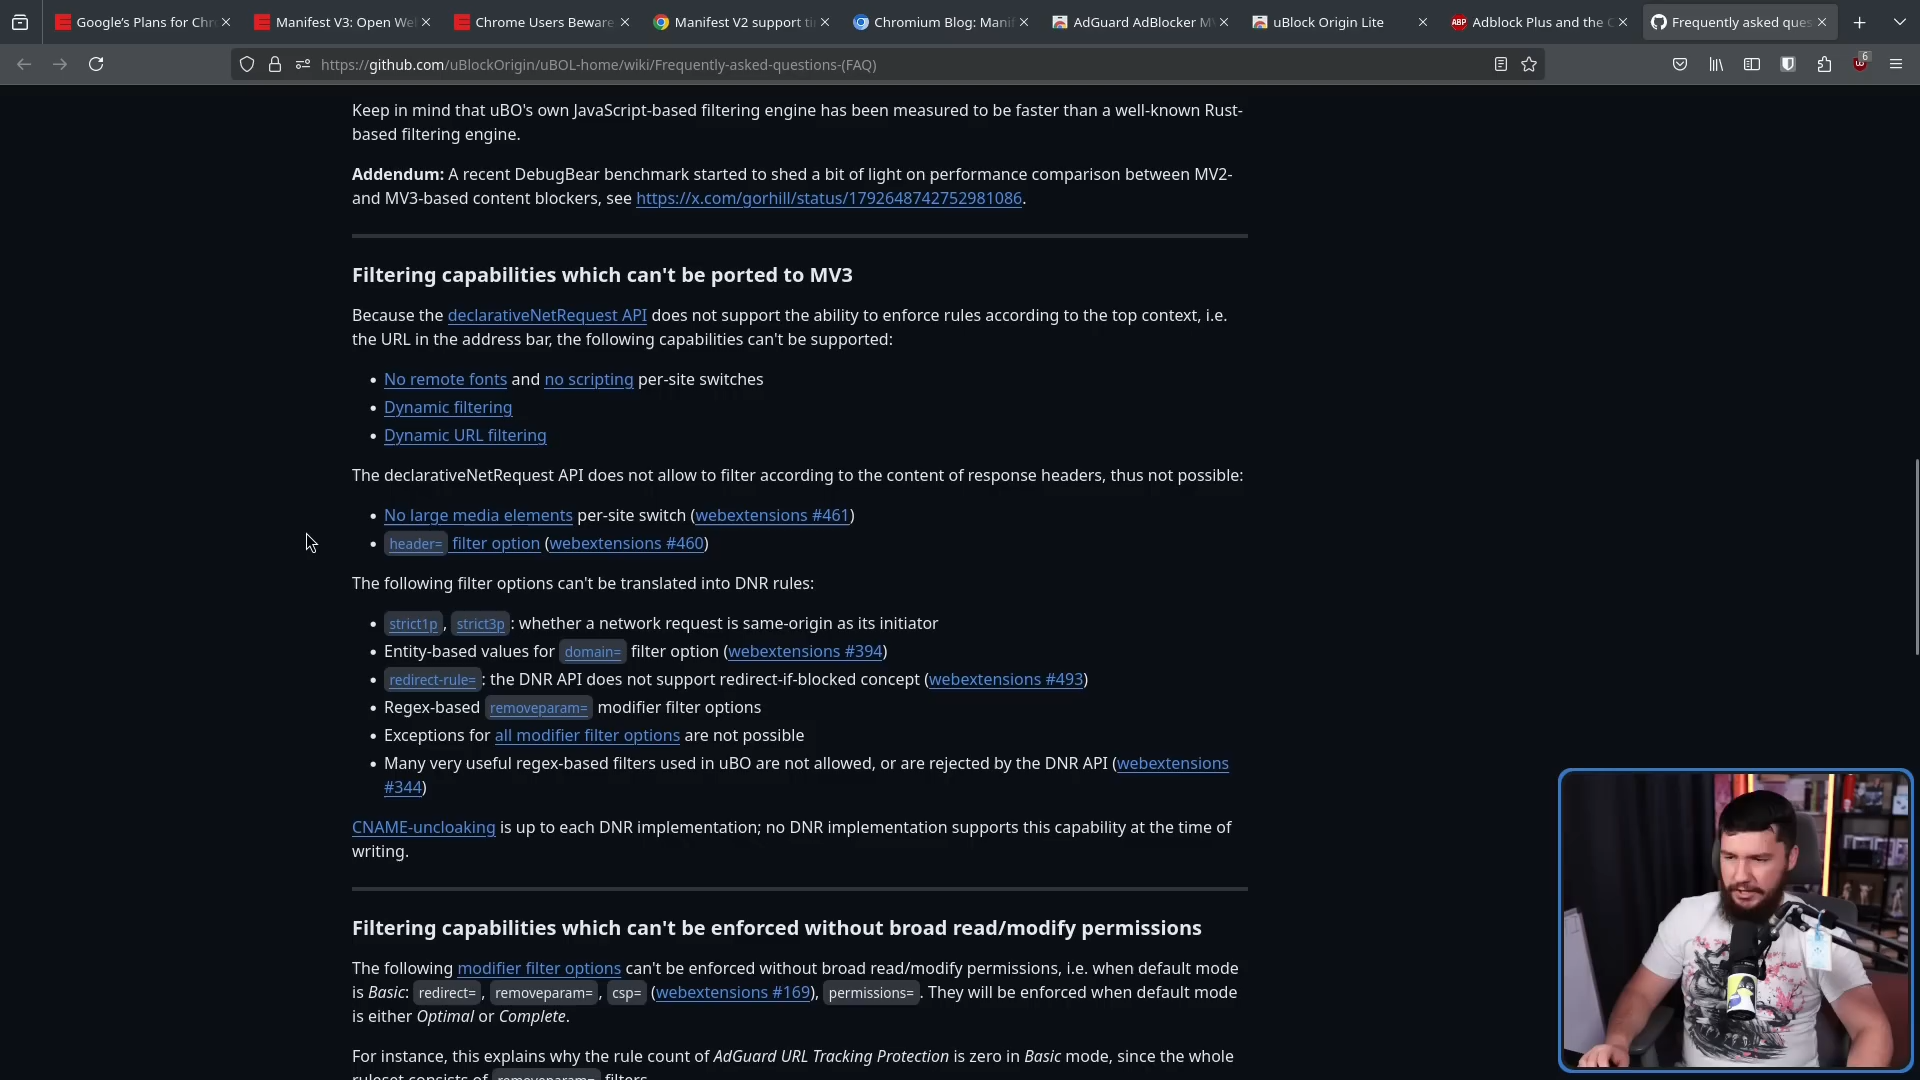 Google's Plans for Chr
Manifest V3: Open We
Chrome Users Beware
Manifest V2 support ti
Chromium Blog: Mani
AdGuard AdBlocker M
uBlock Origin Lite
ABP Adblock Plus and the C
Frequently asked ques
https://github.com/uBlockOrigin/uBOL-home/wiki/Frequently-asked-questions-(FAQ)
6
Keep in mind that uBO's own JavaScript-based filtering engine has been measured to be faster than a well-known Rust-
based filtering engine.
Addendum: A recent DebugBear benchmark started to shed a bit of light on performance comparison between MV2-
and MV3-based content blockers, see https://x.com/gorhill/status/1792648742752981086.
Filtering capabilities which can't be ported to MV3
Because the declarativeNetRequest API does not support the ability to enforce rules according to the top context, i.e.
the URL in the address bar, the following capabilities can't be supported:
• No remote fonts and no scripting per-site switches
• Dynamic filtering
• Dynamic URL filtering
The declarativeNetRequest API does not allow to filter according to the content of response headers, thus not possible:
• No large media elements per-site switch (webextensions #461)
• header= filter option (webextensions #460)
The following filter options can't be translated into DNR rules:
• strict1p, strict3p: whether a network request is same-origin as its initiator
• Entity-based values for domain= filter option (webextensions #394)
• redirect-rule=: the DNR API does not support redirect-if-blocked concept (webextensions #493)
• Regex-based removeparam= modifier filter options
• Exceptions for all modifier filter options are not possible
• Many very useful regex-based filters used in uBO are not allowed, or are rejected by the DNR API (webextensions
#344)
CNAME-uncloaking is up to each DNR implementation; no DNR implementation supports this capability at the time of
writing.
Filtering capabilities which can't be enforced without broad read/modify permissions
The following modifier filter options can't be enforced without broad read/modify permissions, i.e. when default mode
is Basic: redirect=, removeparam=, csp= (webextensions #169), permissions=. They will be enforced when default mode
is either Optimal or Complete.
For instance, this explains why the rule count of AdGuard URL Tracking Protection is zero in Basic mode, since the whole
ruleset consists of removeparam= filters.